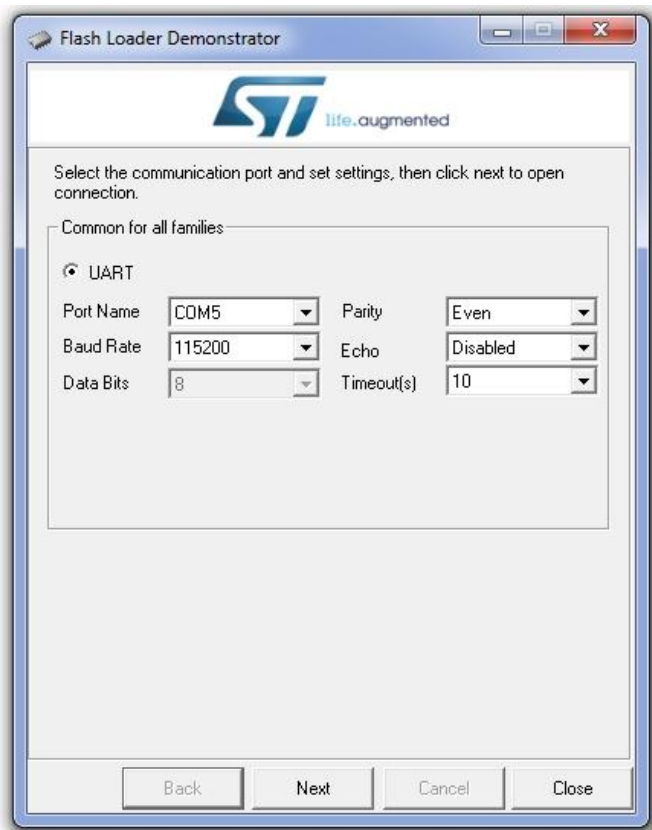 Flash Loader Demonstrator
ST
life.augmented
Select the communication port and set settings, then click next to open
connection.
Common for all families
UART
Port Name COM5 Parity Even
Baud Rate 115200 Echo Disabled
Data Bits 8 Timeout(s) 10
Back Next Cancel Close